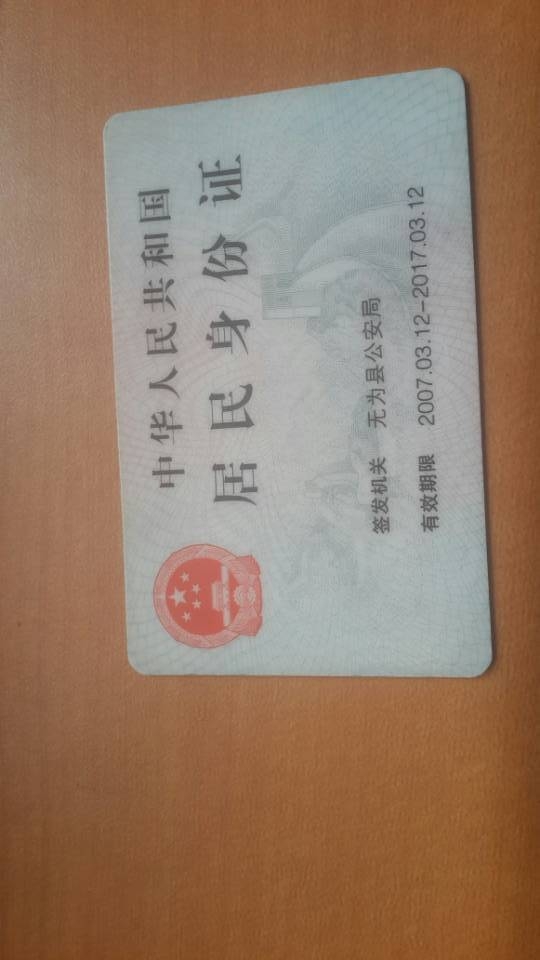 中华人民共和国
居民身份证
签发机关 无为县公安局
有效期限 2007.03.12-2017.03.12